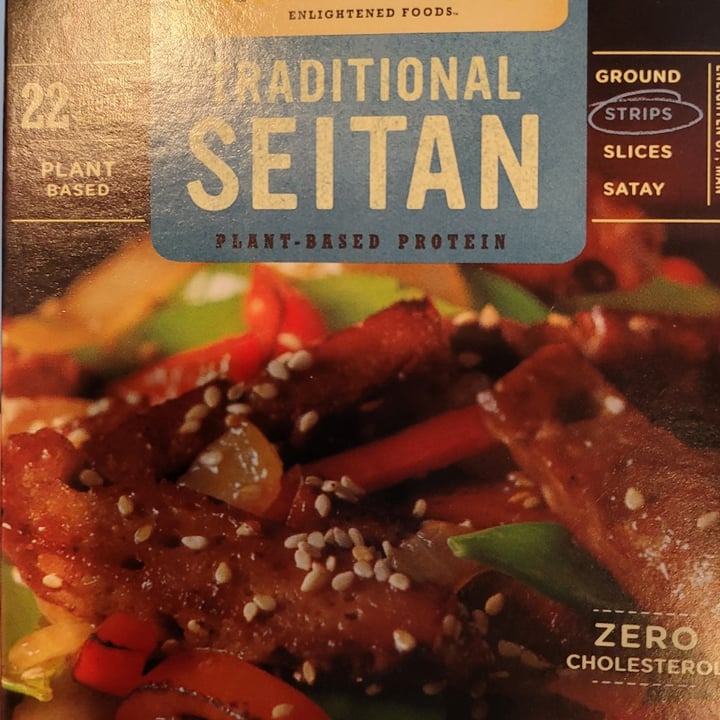 ENLIGHTENED FOODS™
TRADITIONAL
SEITAN
PLANT-BASED PROTEIN
22
PLANT
BASED
GROUND
STRIPS
SLICES
SATAY
ZERO
CHOLESTEROL